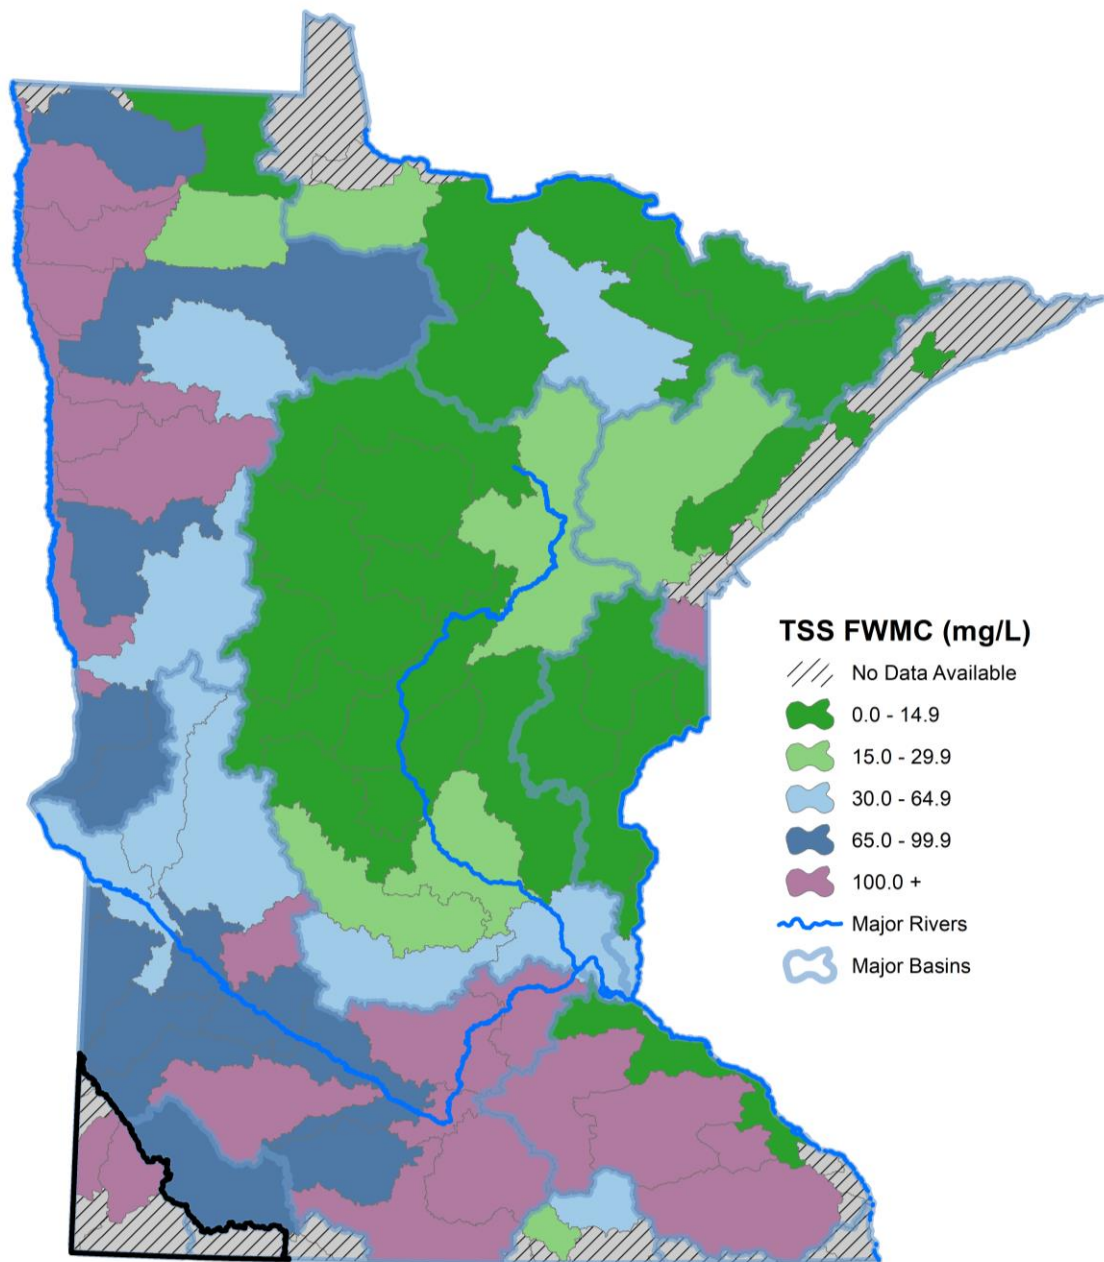 TSS FWMC (mg/L)
No Data Available
0.0 - 14.9
15.0 - 29.9
30.0 - 64.9
65.0 - 99.9
100.0 +
Major Rivers
Major Basins